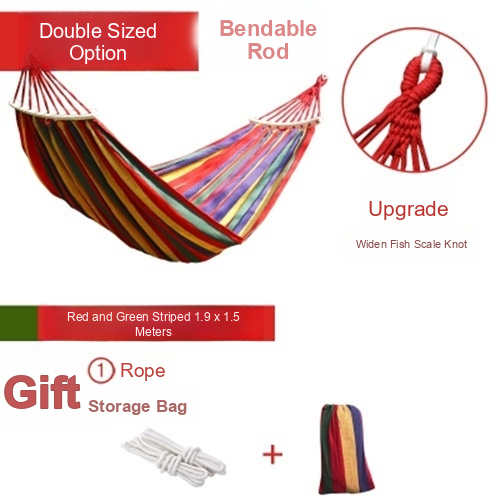 Double Sized
Option
Bendable
Rod
Upgrade
Widen Fish Scale Knot
Red and Green Striped 1.9 x 1.5
Meters
Gift
1 Rope
Storage Bag
+